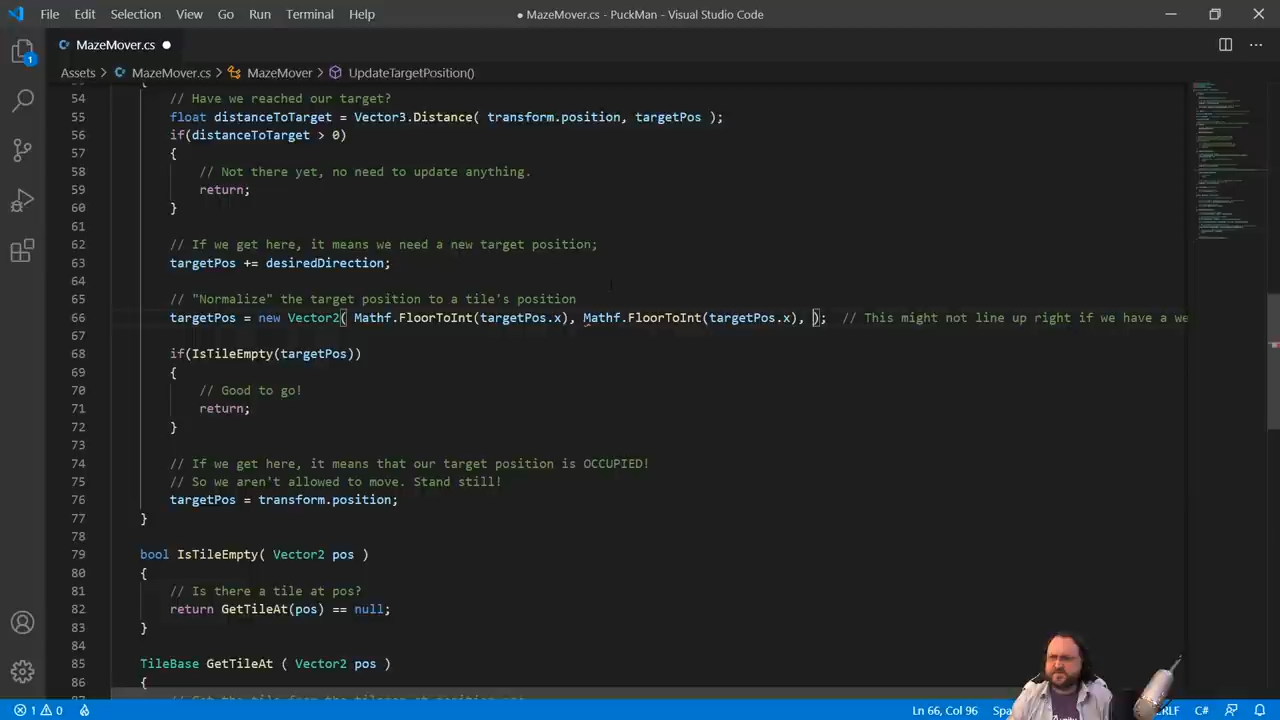 File Edit Selection View Go Run Terminal Help
● MazeMover.cs - PuckMan - Visual Studio Code
MazeMover.cs
Assets > MazeMover.cs > MazeMover > UpdateTargetPosition()
54 // Have we reached our target?
55 float distanceToTarget = Vector3.Distance( transform.position, targetPos );
56 if(distanceToTarget > 0)
57 {
58 // Not there yet, no need to update anything.
59 return;
60 }
61
62 // If we get here, it means we need a new target position;
63 targetPos += desiredDirection;
64
65 // "Normalize" the target position to a tile's position
66 targetPos = new Vector2( Mathf.FloorToInt(targetPos.x), Mathf.FloorToInt(targetPos.x), ); // This might not line up right if we have a we
67
68 if(IsTileEmpty(targetPos))
69 {
70 // Good to go!
71 return;
72 }
73
74 // If we get here, it means that our target position is OCCUPIED!
75 // So we aren't allowed to move. Stand still!
76 targetPos = transform.position;
77 }
78
79 bool IsTileEmpty( Vector2 pos )
80 {
81 // Is there a tile at pos?
82 return GetTileAt(pos) == null;
83 }
84
85 TileBase GetTileAt ( Vector2 pos )
86 {
1 0 Ln 66, Col 96 Spa RLF C#